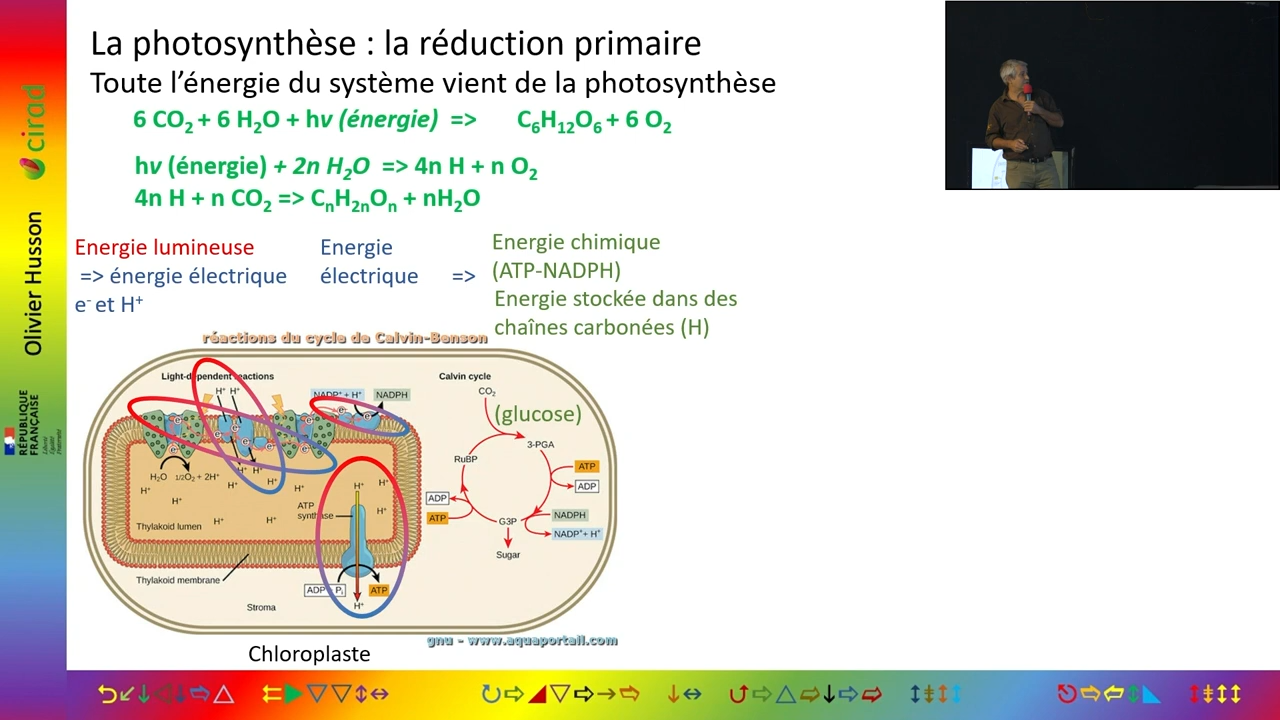 La photosynthèse : la réduction primaire
Toute l’énergie du système vient de la photosynthèse
6 CO2 + 6 H2O + hv (énergie) => C6H12O6 + 6 O2
hv (énergie) + 2n H2O => 4n H + n O2
4n H + n CO2 => CnH2nOn + nH2O
Energie lumineuse
=> énergie électrique
e- et H+
Energie
électrique =>
Energie chimique
(ATP-NADPH)
Energie stockée dans des
chaînes carbonées (H)
réactions du cycle de Calvin-Benson
Light-dependent reactions
Calvin cycle
H+ H+
NADP+ + H+
NADPH
CO2
(glucose)
e- e- e- e- e- e-
3-PGA
RuBP
H2O 1/2O2 + 2H+
H+ H+
H+ H+ H+ H+ H+
H+ H+ H+ H+ H+
ATP
ADP
ADP
ATP
ATP synthase
G3P
NADPH
NADP+ + H+
Thylakoid lumen
Sugar
Thylakoid membrane
ADP + Pi
ATP
H+
Stroma
gnu - www.aquaportail.com
Chloroplaste
cirad
Olivier Husson
RÉPUBLIQUE
FRANÇAISE
Liberté
Égalité
Fraternité